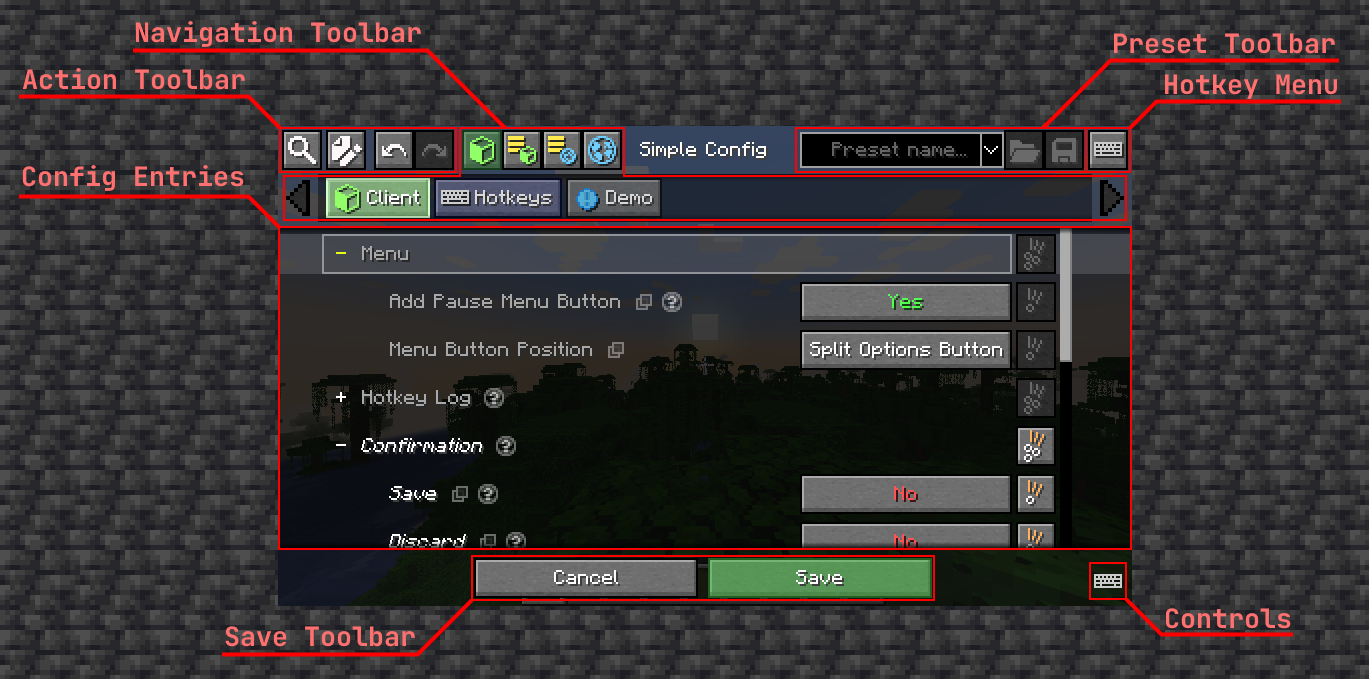 Navigation Toolbar
Preset Toolbar
Action Toolbar
Hotkey Menu
Simple Config
Preset name...
Config Entries
Client
Hotkeys
Demo
Menu
Add Pause Menu Button
Yes
Menu Button Position
Split Options Button
Hotkey Log
Confirmation
Save
No
Discard
No
Cancel
Save
Controls
Save Toolbar